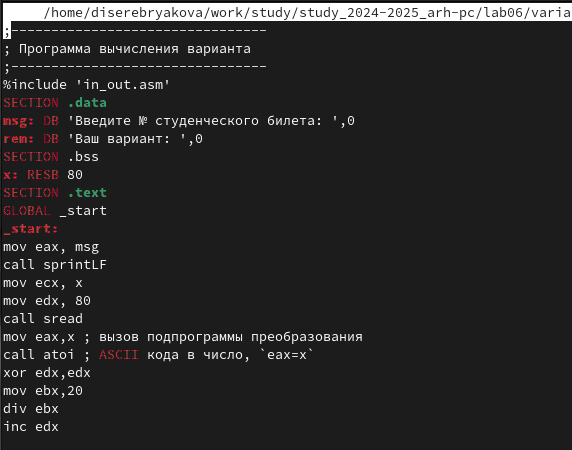 /home/diserebryakova/work/study/study_2024-2025_arh-pc/lab06/varia
;--------------------------------
; Программа вычисления варианта
;--------------------------------
%include 'in_out.asm'
SECTION .data
msg: DB 'Введите № студенческого билета: ',0
rem: DB 'Ваш вариант: ',0
SECTION .bss
x: RESB 80
SECTION .text
GLOBAL _start
_start:
mov eax, msg
call sprintLF
mov ecx, x
mov edx, 80
call sread
mov eax,x ; вызов подпрограммы преобразования
call atoi ; ASCII кода в число, `eax=x`
xor edx,edx
mov ebx,20
div ebx
inc edx